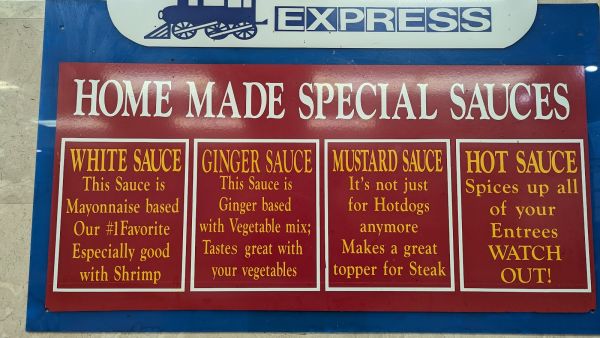 EXPRESS
HOME MADE SPECIAL SAUCES
WHITE SAUCE
This Sauce is
Mayonnaise based
Our #1Favorite
Especially good
with Shrimp
GINGER SAUCE
This Sauce is
Ginger based
with Vegetable mix;
Tastes great with
your vegetables
MUSTARD SAUCE
It's not just
for Hotdogs
anymore
Makes a great
topper for Steak
HOT SAUCE
Spices up all
of your
Entrees
WATCH
OUT!